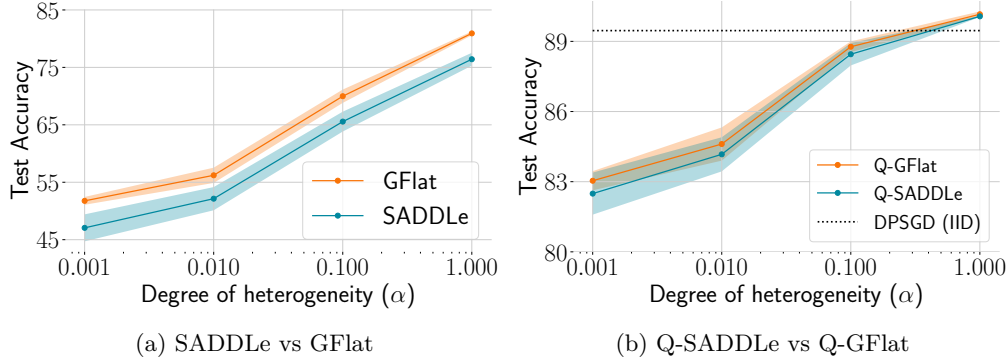 85
75
65
55
45
Test Accuracy
GFlat
SADDLe
0.001 0.010 0.100 1.000
Degree of heterogeneity (α)
(a) SADDLe vs GFlat
89
86
83
80
Test Accuracy
Q-GFlat
Q-SADDLe
DPSGD (IID)
0.001 0.010 0.100 1.000
Degree of heterogeneity (α)
(b) Q-SADDLe vs Q-GFlat